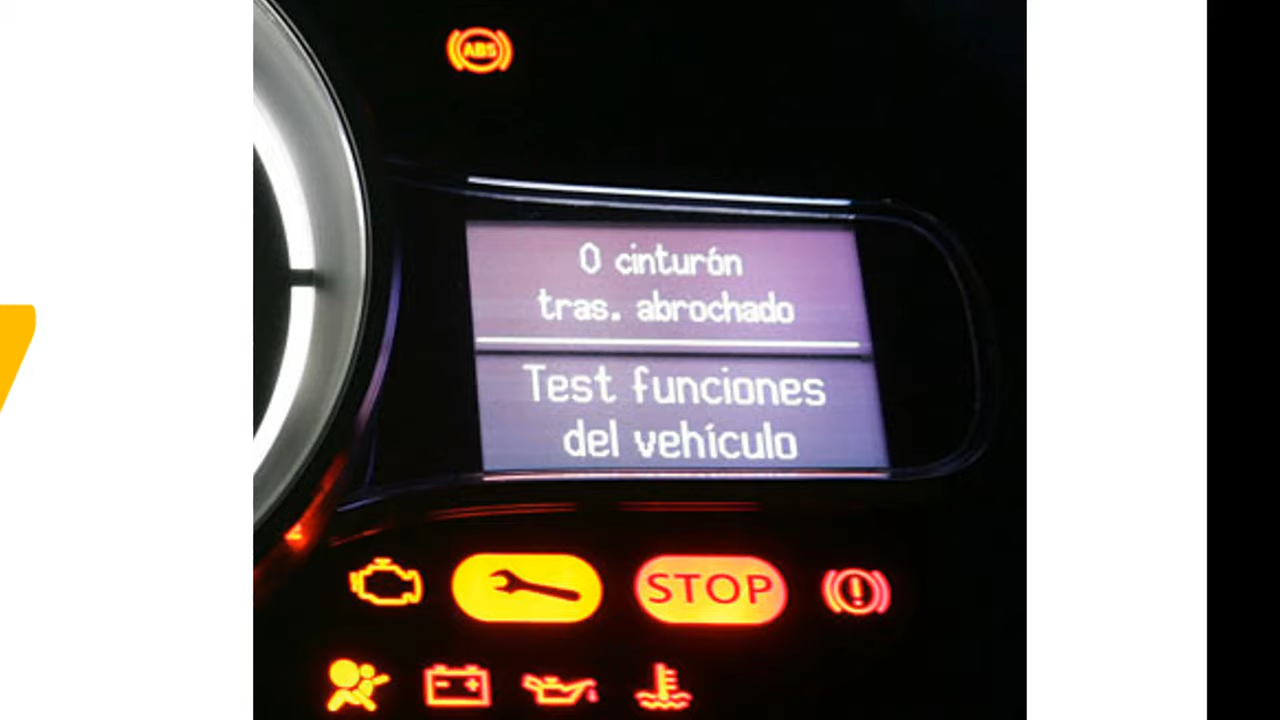 ABS
0 cinturón
tras. abrochado
Test funciones
del vehículo
STOP